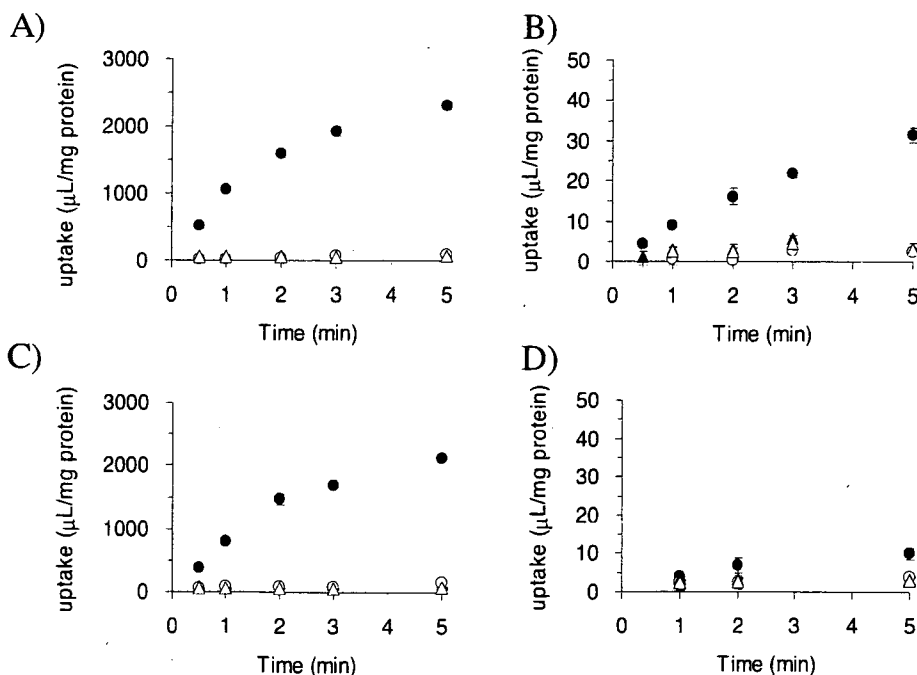 A)
uptake (µL/mg protein)
3000
2000
1000
0
0 1 2 3 4 5
Time (min)
B)
uptake (µL/mg protein)
50
40
30
20
10
0
0 1 2 3 4 5
Time (min)
C)
uptake (µL/mg protein)
3000
2000
1000
0
0 1 2 3 4 5
Time (min)
D)
uptake (µL/mg protein)
50
40
30
20
10
0
0 1 2 3 4 5
Time (min)